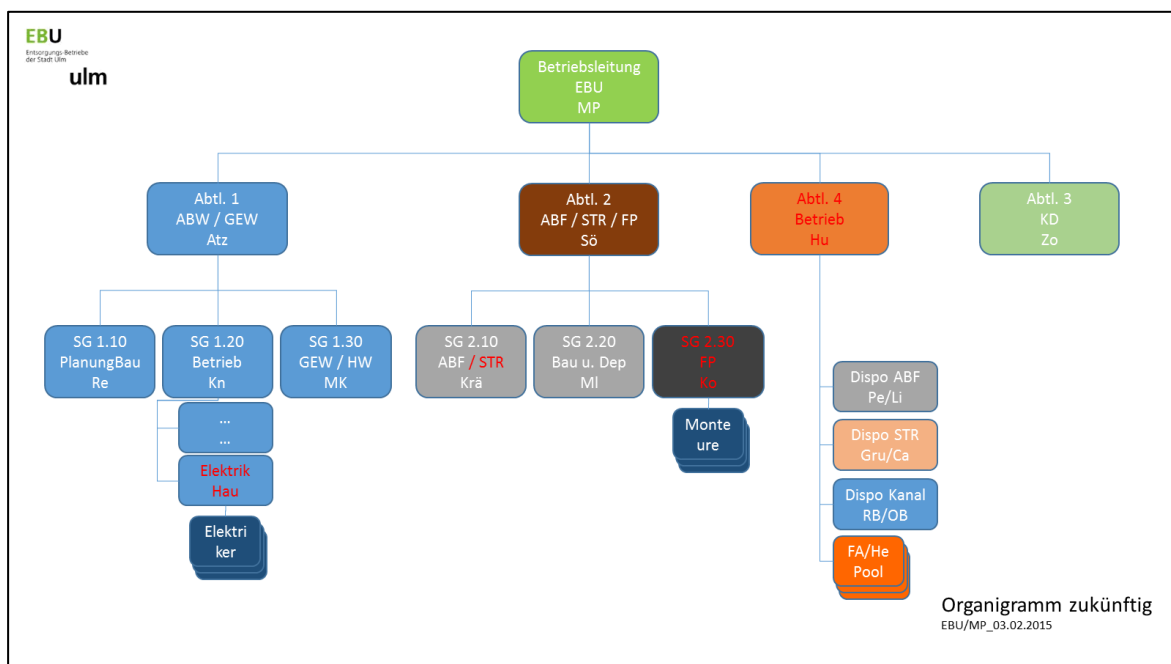 EBU
Entsorgungs-Betriebe
der Stadt Ulm
ulm
Betriebsleitung
EBU
MP
Abtl. 1
ABW / GEW
Atz
Abtl. 2
ABF / STR / FP
Sö
Abtl. 4
Betrieb
Hu
Abtl. 3
KD
Zo
SG 1.10
PlanungBau
Re
SG 1.20
Betrieb
Kn
SG 1.30
GEW / HW
MK
SG 2.10
ABF / STR
Krä
SG 2.20
Bau u. Dep
Ml
SG 2.30
FP
Ko
...
...
Elektrik
Hau
Elektri
ker
Monte
ure
Dispo ABF
Pe/Li
Dispo STR
Gru/Ca
Dispo Kanal
RB/OB
FA/He
Pool
Organigramm zukünftig
EBU/MP_03.02.2015